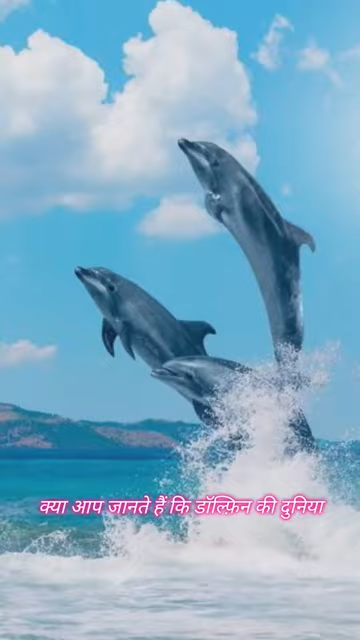 क्या आप जानते हैं कि डॉल्फ़िन की दुनिया